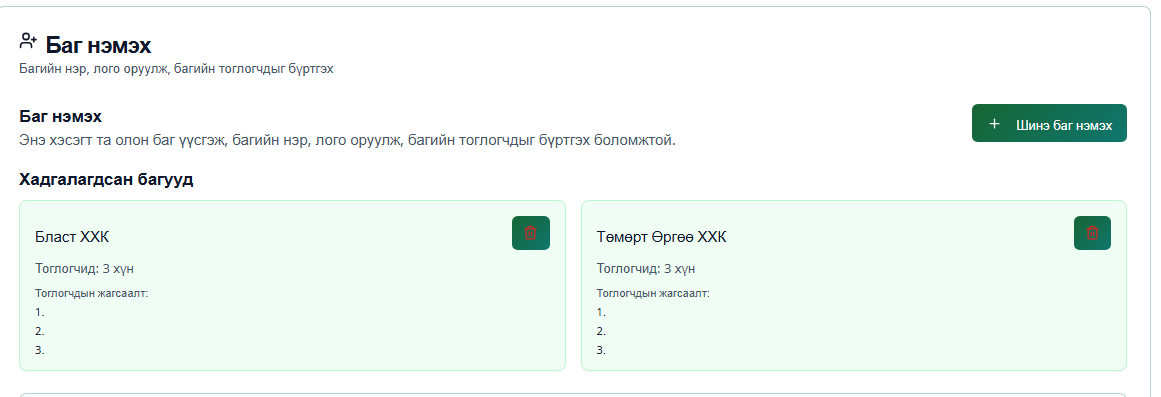 Баг нэмэх
Багийн нэр, лого оруулж, багийн тоглогчдыг бүртгэх
Баг нэмэх
Энэ хэсэгт та олон баг үүсгэж, багийн нэр, лого оруулж, багийн тоглогчдыг бүртгэх боломжтой.
+ Шинэ баг нэмэх
Хадгалагдсан багууд
Бласт ХХК
Тоглогчид: 3 хүн
Тоглогчдын жагсаалт:
1.
2.
3.
Төмөрт Өргөө ХХК
Тоглогчид: 3 хүн
Тоглогчдын жагсаалт:
1.
2.
3.